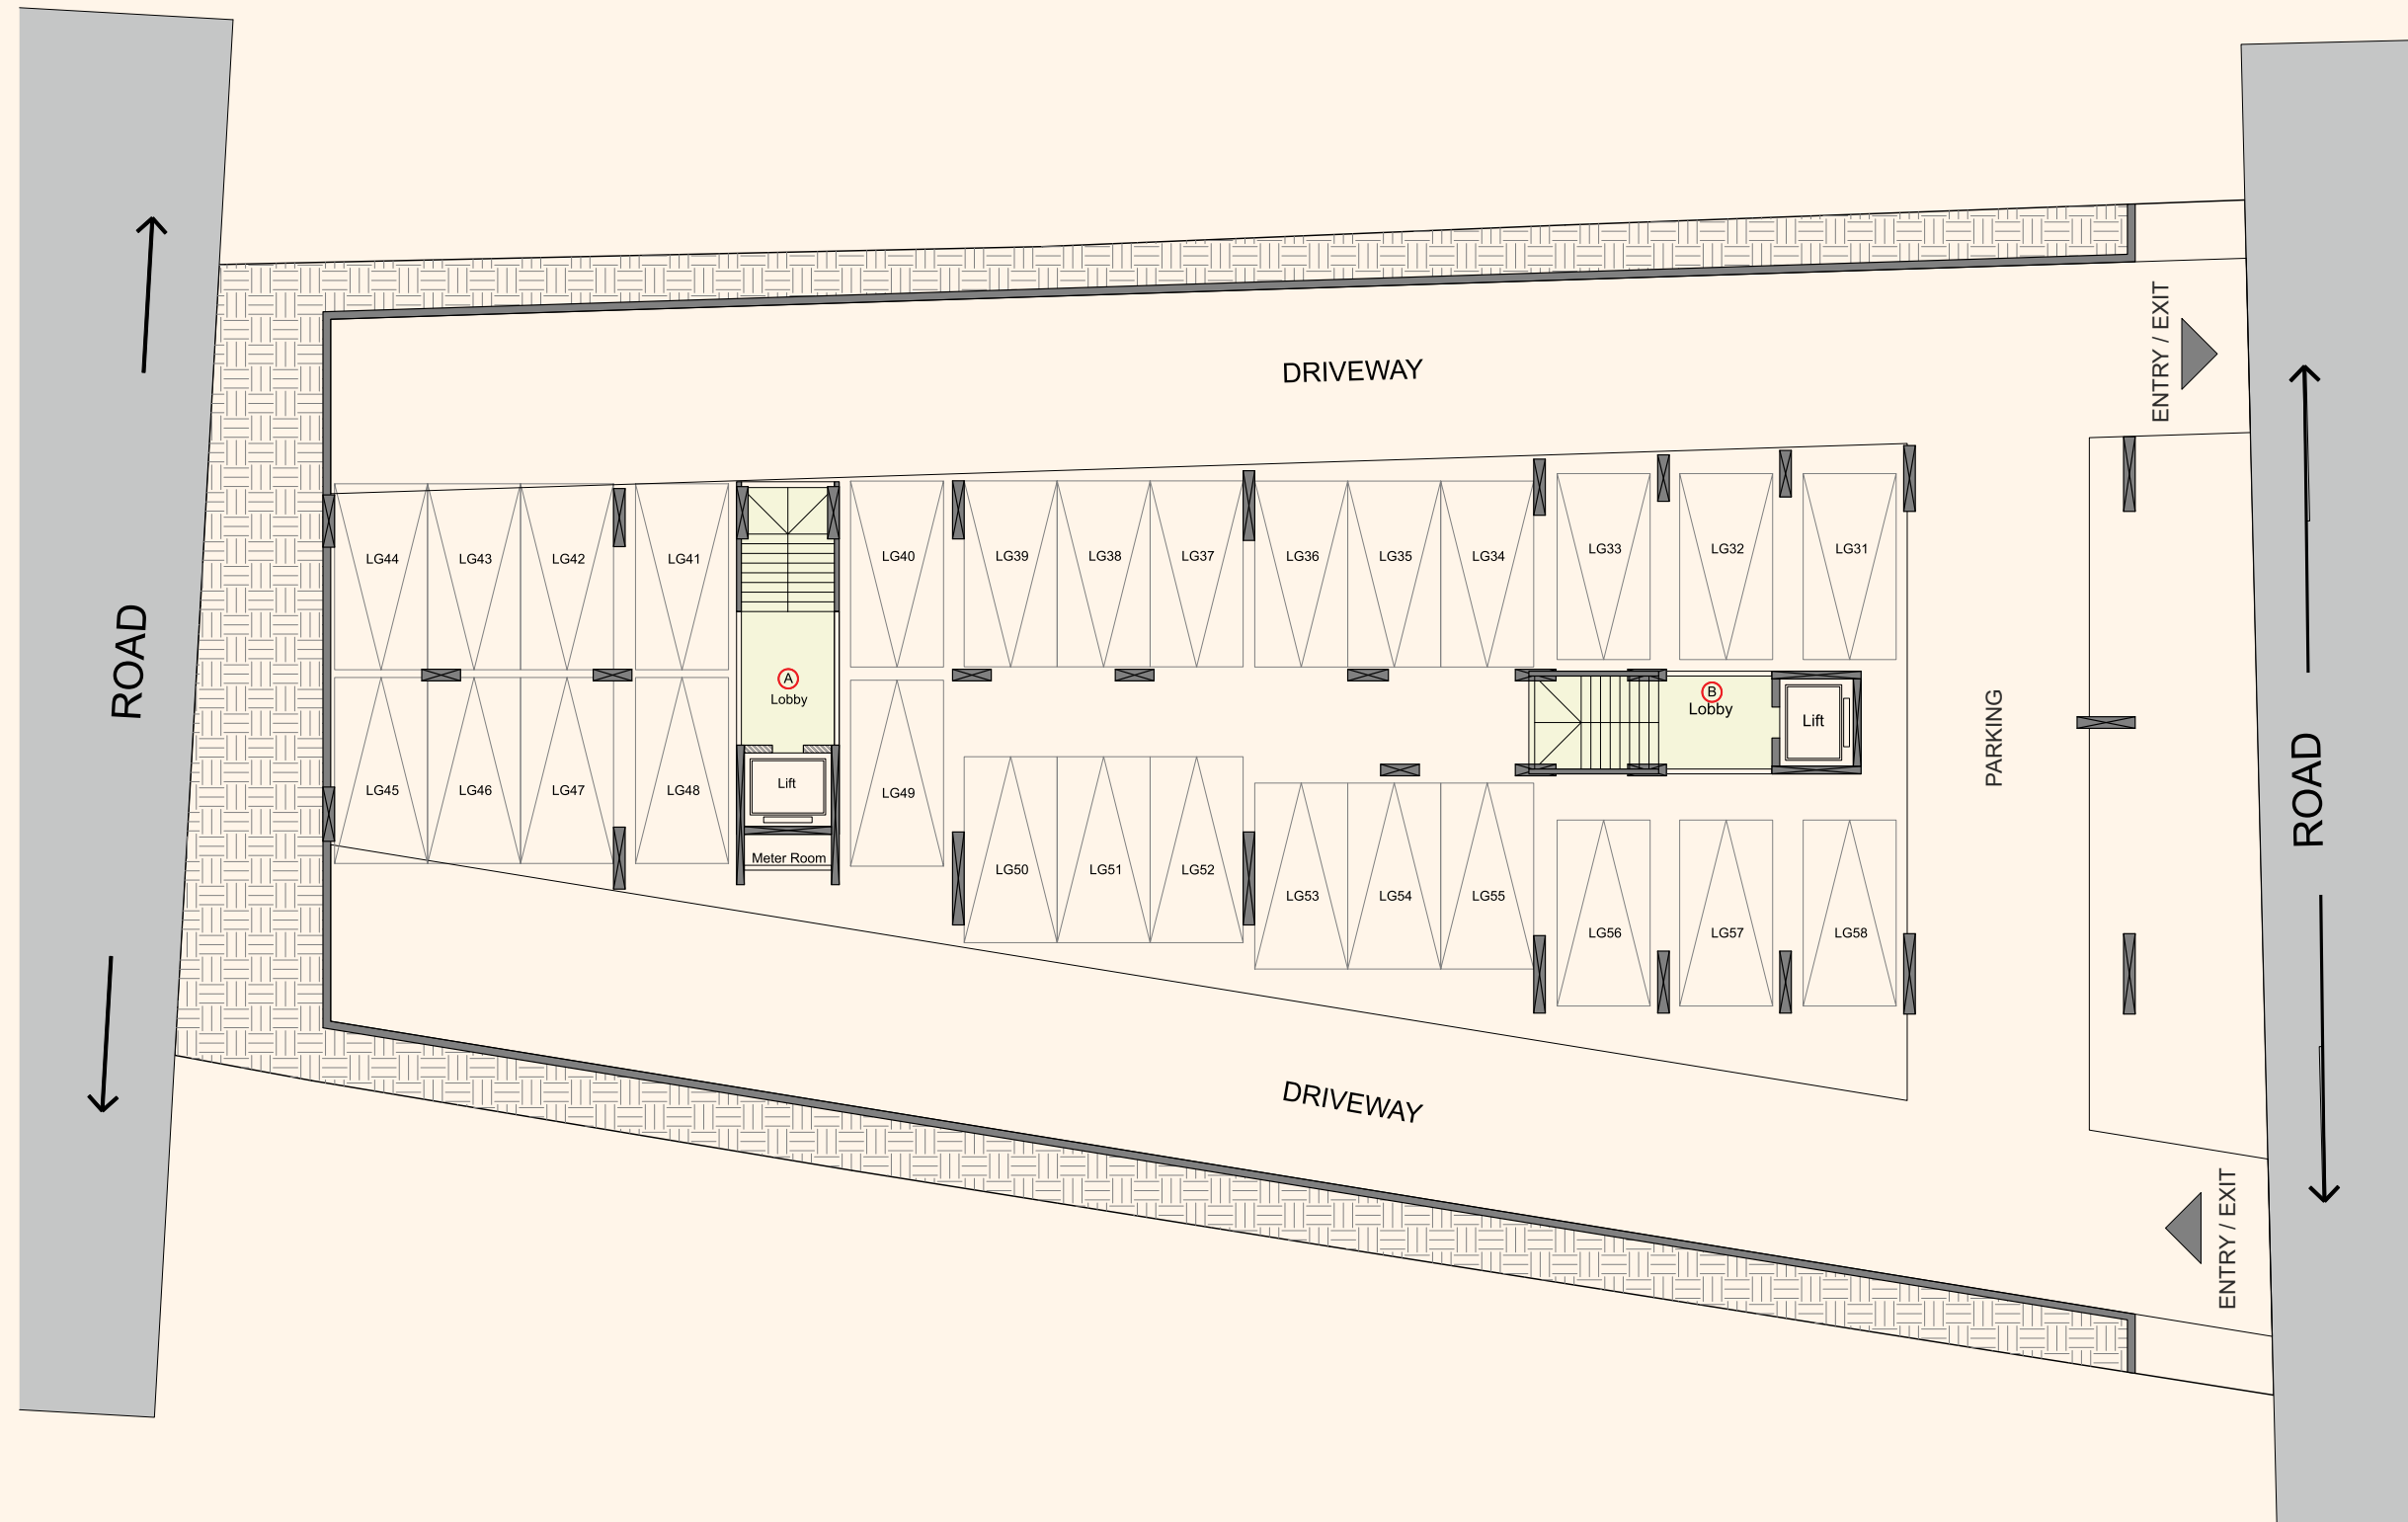 ENTRY / EXIT
DRIVEWAY
LG44
LG43
LG42
LG41
LG40
LG39
LG38
LG37
LG36
LG35
LG34
LG33
LG32
LG31
ROAD
A
Lobby
B
Lobby
Lift
PARKING
ROAD
LG45
LG46
LG47
LG48
Lift
Meter Room
LG49
LG50
LG51
LG52
LG53
LG54
LG55
LG56
LG57
LG58
DRIVEWAY
ENTRY / EXIT